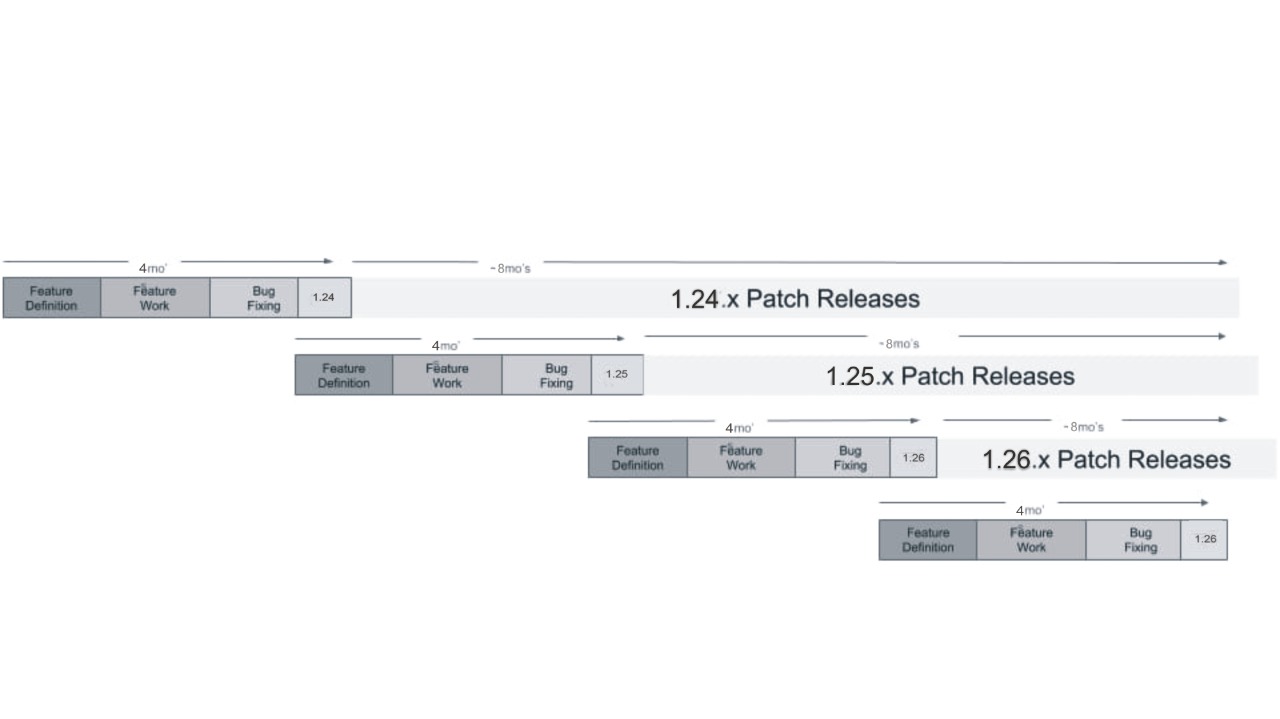 4mo'
~8mo's
Feature
Definition
Feature
Work
Bug
Fixing
1.24
1.24.x Patch Releases
4mo'
~8mo's
Feature
Definition
Feature
Work
Bug
Fixing
1.25
1.25.x Patch Releases
4mo'
~8mo's
Feature
Definition
Feature
Work
Bug
Fixing
1.26
1.26.x Patch Releases
4mo'
Feature
Definition
Feature
Work
Bug
Fixing
1.26